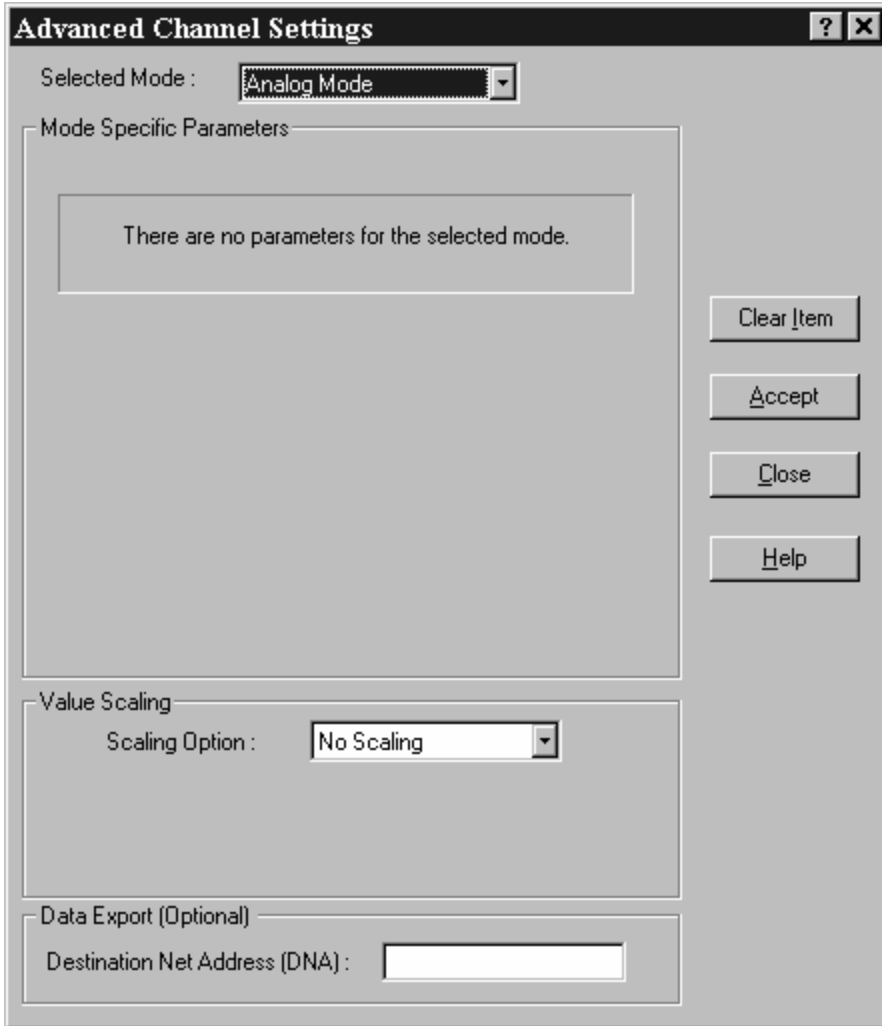 Advanced Channel Settings
Selected Mode : Analog Mode
Mode Specific Parameters
There are no parameters for the selected mode.
Clear Item
Accept
Close
Help
Value Scaling
Scaling Option : No Scaling
Data Export (Optional)
Destination Net Address (DNA) :